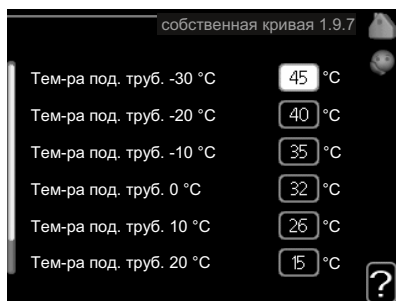 собственная кривая 1.9.7
Тем-ра под. труб. -30 °C 45 °C
Тем-ра под. труб. -20 °C 40 °C
Тем-ра под. труб. -10 °C 35 °C
Тем-ра под. труб. 0 °C 32 °C
Тем-ра под. труб. 10 °C 26 °C
Тем-ра под. труб. 20 °C 15 °C
?